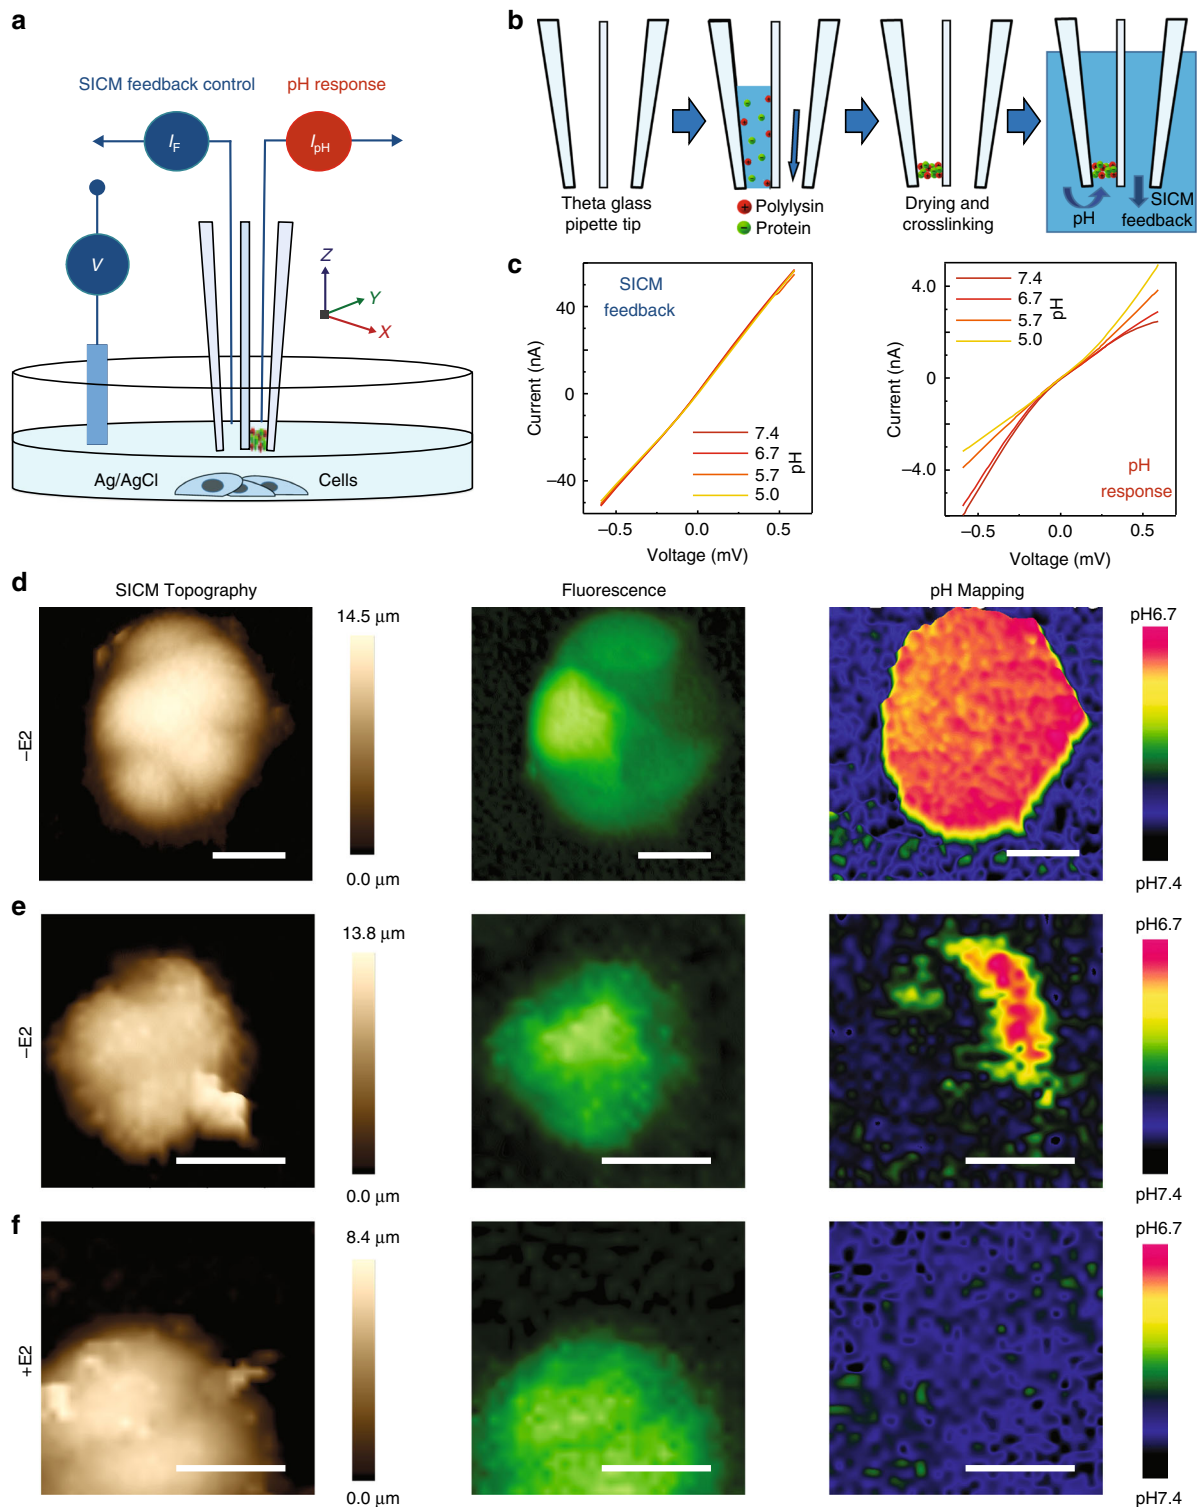 a
SICM feedback control
pH response
I_F
I_pH
V
Z
Y
X
Ag/AgCl
Cells
b
Theta glass
pipette tip
+ Polylysin
− Protein
Drying and
crosslinking
pH
SICM
feedback
c
SICM
feedback
Current (nA)
40
0
−40
7.4
6.7
5.7
5.0
pH
−0.5
0.0
0.5
Voltage (mV)
7.4
6.7
5.7
5.0
pH
Current (nA)
4.0
0
−4.0
pH
response
−0.5
0.0
0.5
Voltage (mV)
d
SICM Topography
Fluorescence
pH Mapping
−E2
14.5 μm
0.0 μm
pH6.7
pH7.4
e
−E2
13.8 μm
0.0 μm
pH6.7
pH7.4
f
+E2
8.4 μm
0.0 μm
pH6.7
pH7.4